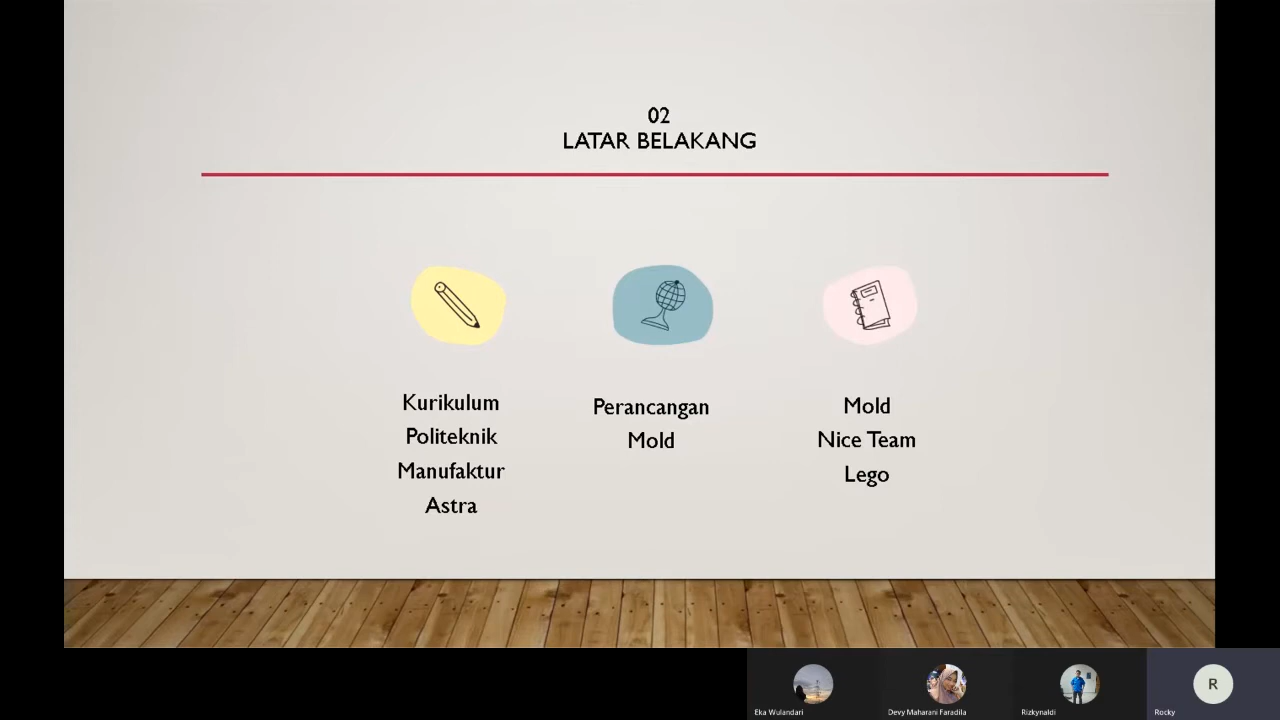 02
LATAR BELAKANG
Kurikulum
Politeknik
Manufaktur
Astra
Perancangan
Mold
Mold
Nice Team
Lego
Eka Wulandari
Devy Maharani Faradila
Rizkynaldi
R
Rocky